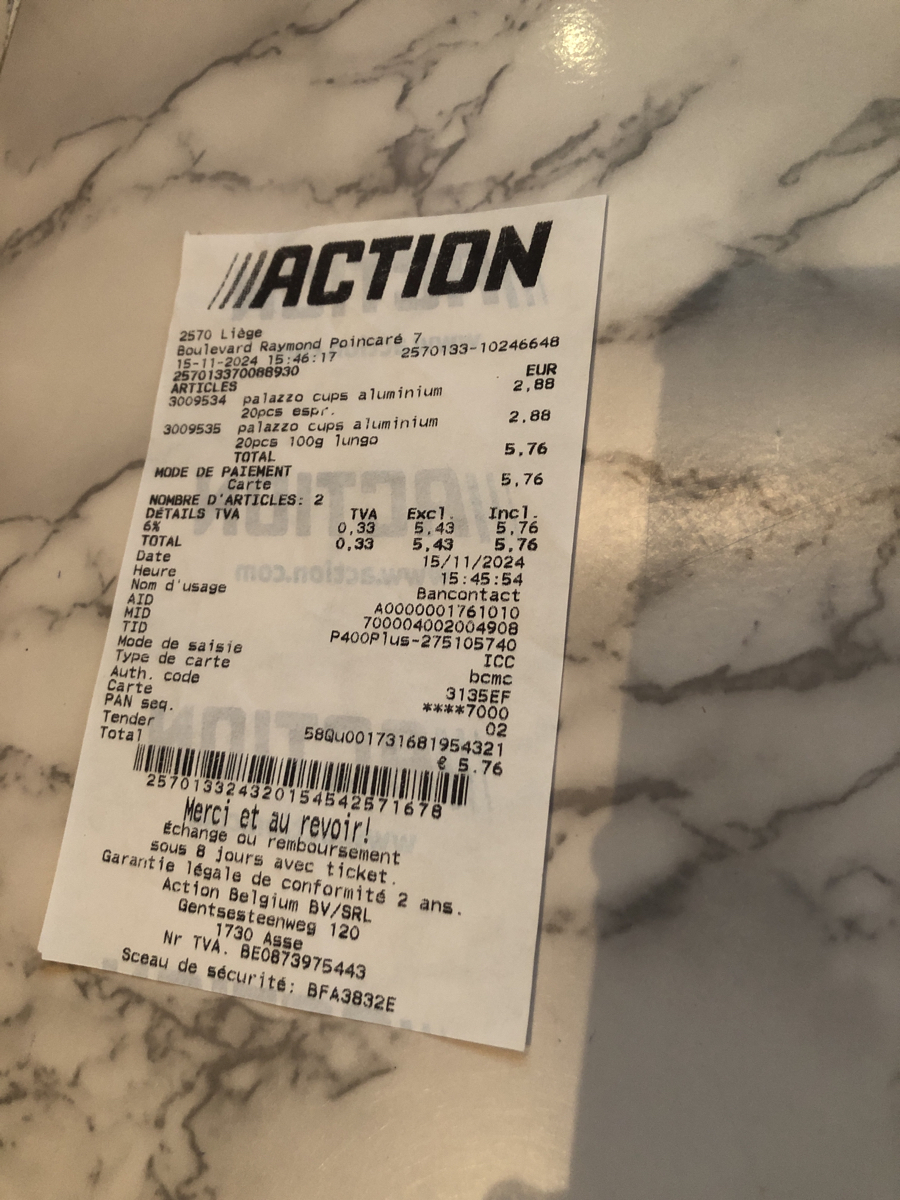 ACTION
2570 Liège
Boulevard Raymond Poincaré 7
15-11-2024 15:46:17 2570133-10246648
257013370088930
EUR
ARTICLES
3009534 palazzo cups aluminium 2,88
20pcs espr.
3009535 palazzo cups aluminium 2,88
20pcs 100g lungo
TOTAL 5,76
MODE DE PAIEMENT
Carte 5,76
NOMBRE D'ARTICLES: 2
DÉTAILS TVA TVA Excl. Incl.
6% 0,33 5,43 5,76
TOTAL 0,33 5,43 5,76
Date 15/11/2024
Heure 15:45:54
Nom d'usage Bancontact
AID A0000001761010
MID 700004002004908
TID P400Plus-275105740
Mode de saisie ICC
Type de carte bcmc
Auth. code 3135EF
Carte ****7000
PAN seq. 02
Tender 58Qu001731681954321
Total € 5.76
257013324320154542571678
Merci et au revoir!
Échange ou remboursement
sous 8 jours avec ticket.
Garantie légale de conformité 2 ans.
Action Belgium BV/SRL
Gentsesteenweg 120
1730 Asse
Nr TVA. BE0873975443
Sceau de sécurité: BFA3832E